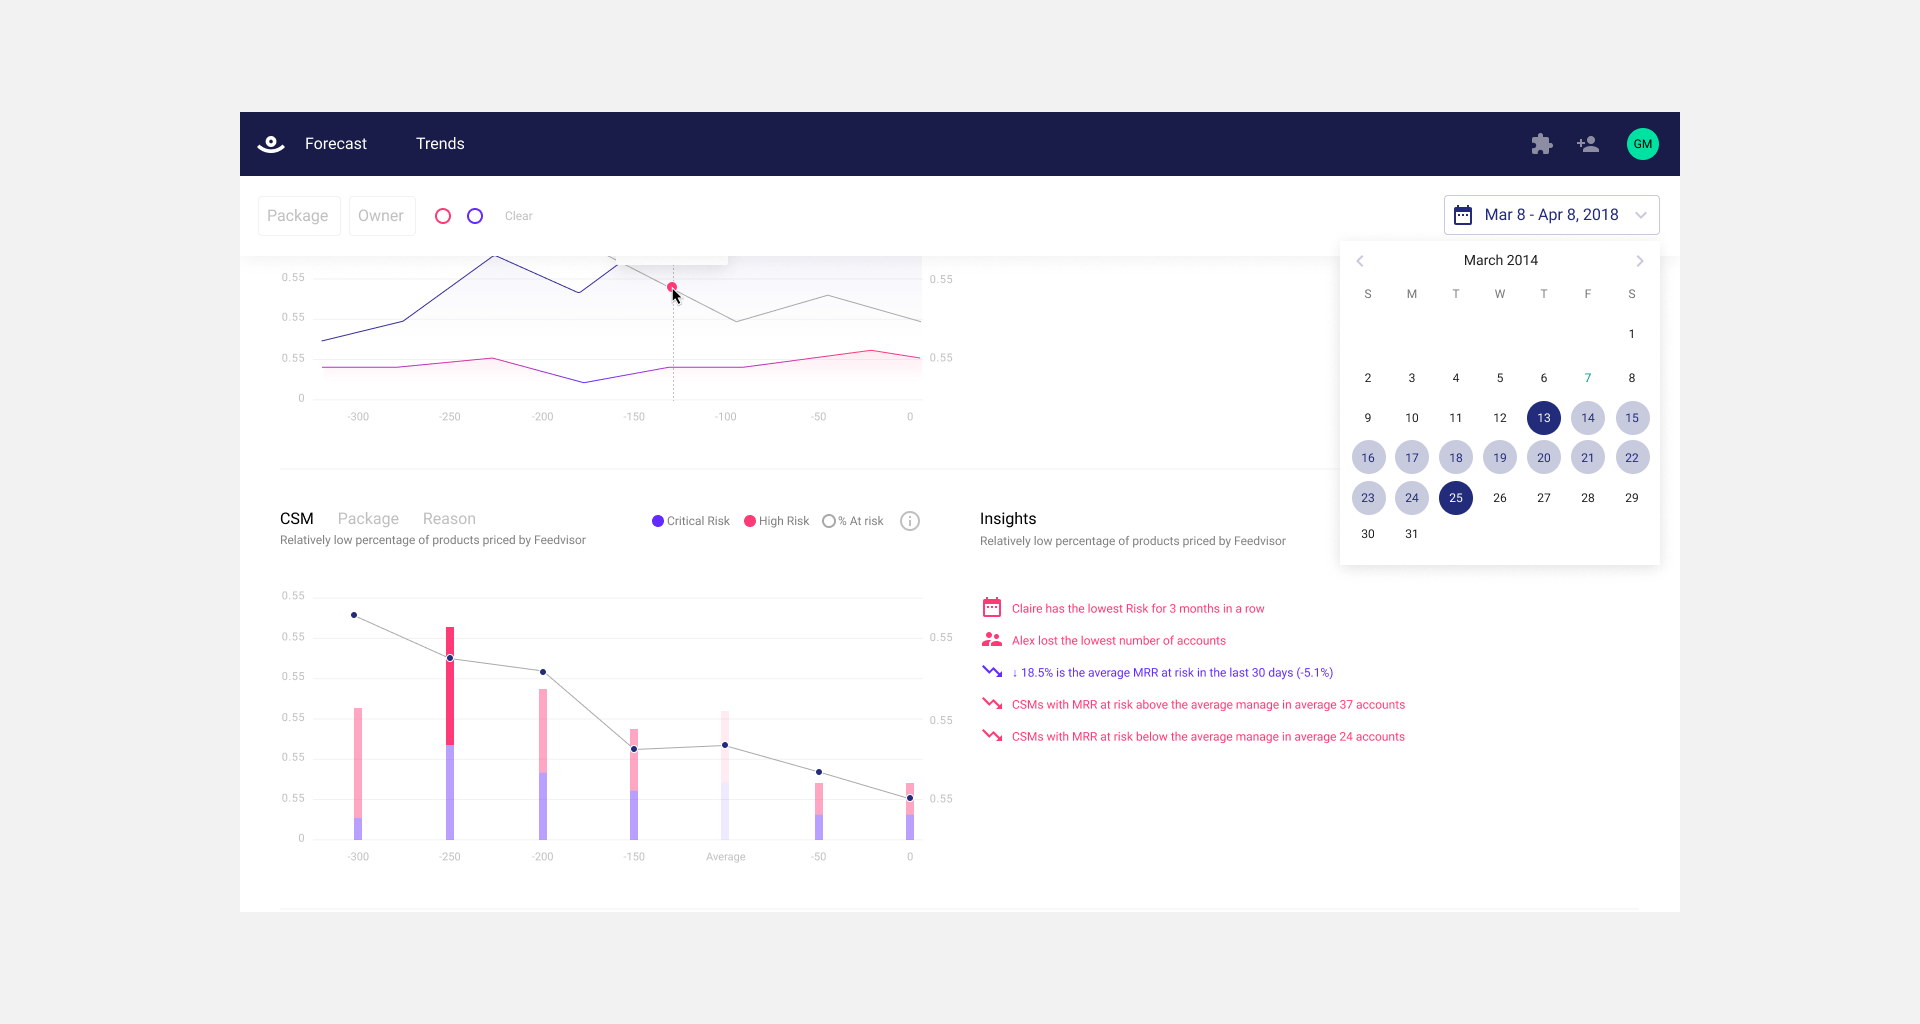 Forecast Trends GM
Package Owner Clear Mar 8 - Apr 8, 2018
March 2014
S M T W T F S
1
2 3 4 5 6 7 8
9 10 11 12 13 14 15
16 17 18 19 20 21 22
23 24 25 26 27 28 29
30 31
0.55 0.55
0.55
0.55 0.55
0
-300 -250 -200 -150 -100 -50 0
CSM Package Reason
Relatively low percentage of products priced by Feedvisor
Critical Risk High Risk % At risk
0.55
0.55 0.55
0.55
0.55 0.55
0.55
0.55 0.55
0
-300 -250 -200 -150 Average -50 0
Insights
Relatively low percentage of products priced by Feedvisor
Claire has the lowest Risk for 3 months in a row
Alex lost the lowest number of accounts
↓ 18.5% is the average MRR at risk in the last 30 days (-5.1%)
CSMs with MRR at risk above the average manage in average 37 accounts
CSMs with MRR at risk below the average manage in average 24 accounts